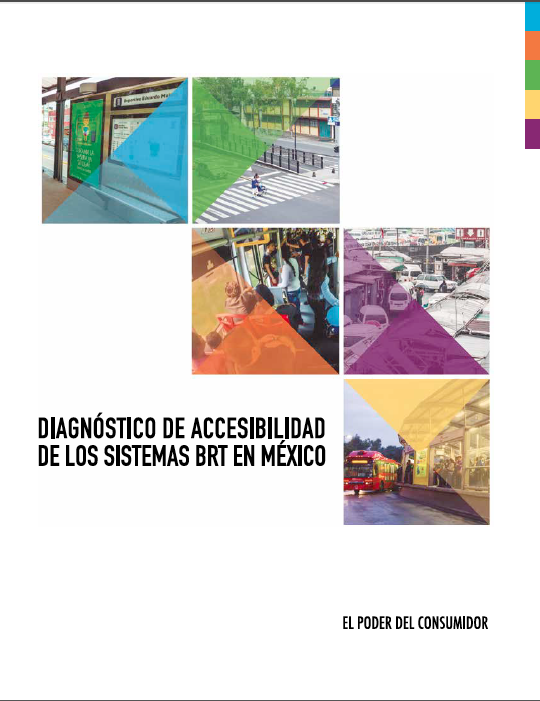 DIAGNÓSTICO DE ACCESIBILIDAD
DE LOS SISTEMAS BRT EN MÉXICO
EL PODER DEL CONSUMIDOR